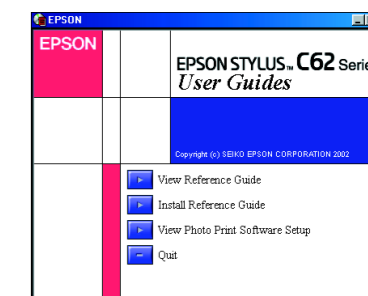 EPSON
EPSON
EPSON STYLUS™ C62 Serie
User Guides
Copyright (c) SEIKO EPSON CORPORATION 2002
View Reference Guide
Install Reference Guide
View Photo Print Software Setup
Quit